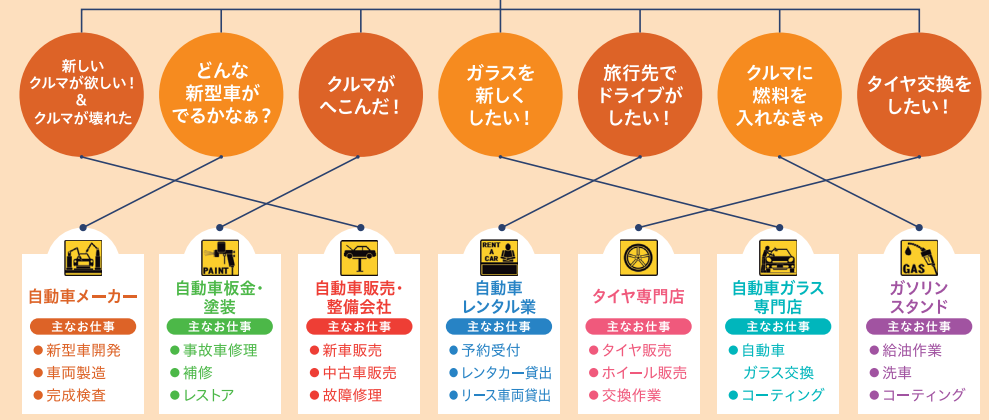 新しい
クルマが欲しい！
&
クルマが壊れた
どんな
新型車が
でるかなぁ？
クルマが
へこんだ！
ガラスを
新しく
したい！
旅行先で
ドライブが
したい！
クルマに
燃料を
入れなきゃ
タイヤ交換を
したい！
自動車メーカー
主なお仕事
●新型車開発
●車両製造
●完成検査
PAINT
自動車板金・
塗装
主なお仕事
●事故車修理
●補修
●レストア
自動車販売・
整備会社
主なお仕事
●新車販売
●中古車販売
●故障修理
RENT
A
CAR
自動車
レンタル業
主なお仕事
●予約受付
●レンタカー貸出
●リース車両貸出
タイヤ専門店
主なお仕事
●タイヤ販売
●ホイール販売
●交換作業
自動車ガラス
専門店
主なお仕事
●自動車
ガラス交換
●コーティング
GAS
ガソリン
スタンド
主なお仕事
●給油作業
●洗車
●コーティング